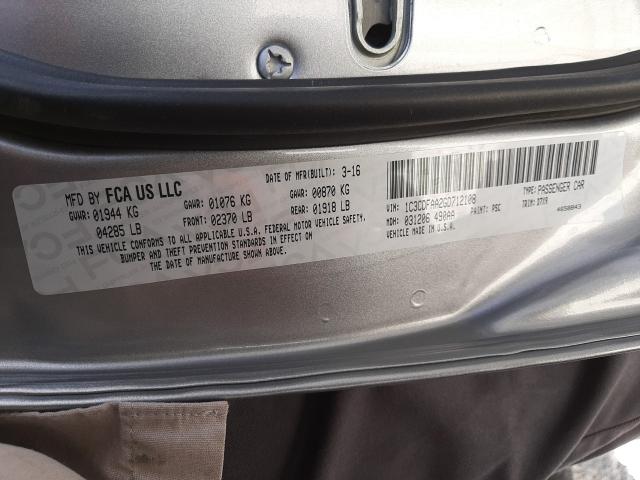 MFD BY FCA US LLC DATE OF MFR(BUILT): 3-16
GVWR: 01944 KG GAWR: 01076 KG GAWR: 00870 KG
04285 LB FRONT: 02370 LB REAR: 01918 LB
THIS VEHICLE CONFORMS TO ALL APPLICABLE U.S.A. FEDERAL MOTOR VEHICLE SAFETY,
BUMPER AND THEFT PREVENTION STANDARDS IN EFFECT ON
THE DATE OF MANUFACTURE SHOWN ABOVE.
VIN: 1C3CDFAA2GD712108 TYPE: PASSENGER CAR
MDH: 031206 490AA PAINT: PSC TRIM: D7X9
VEHICLE MADE IN U.S.A. 4650843